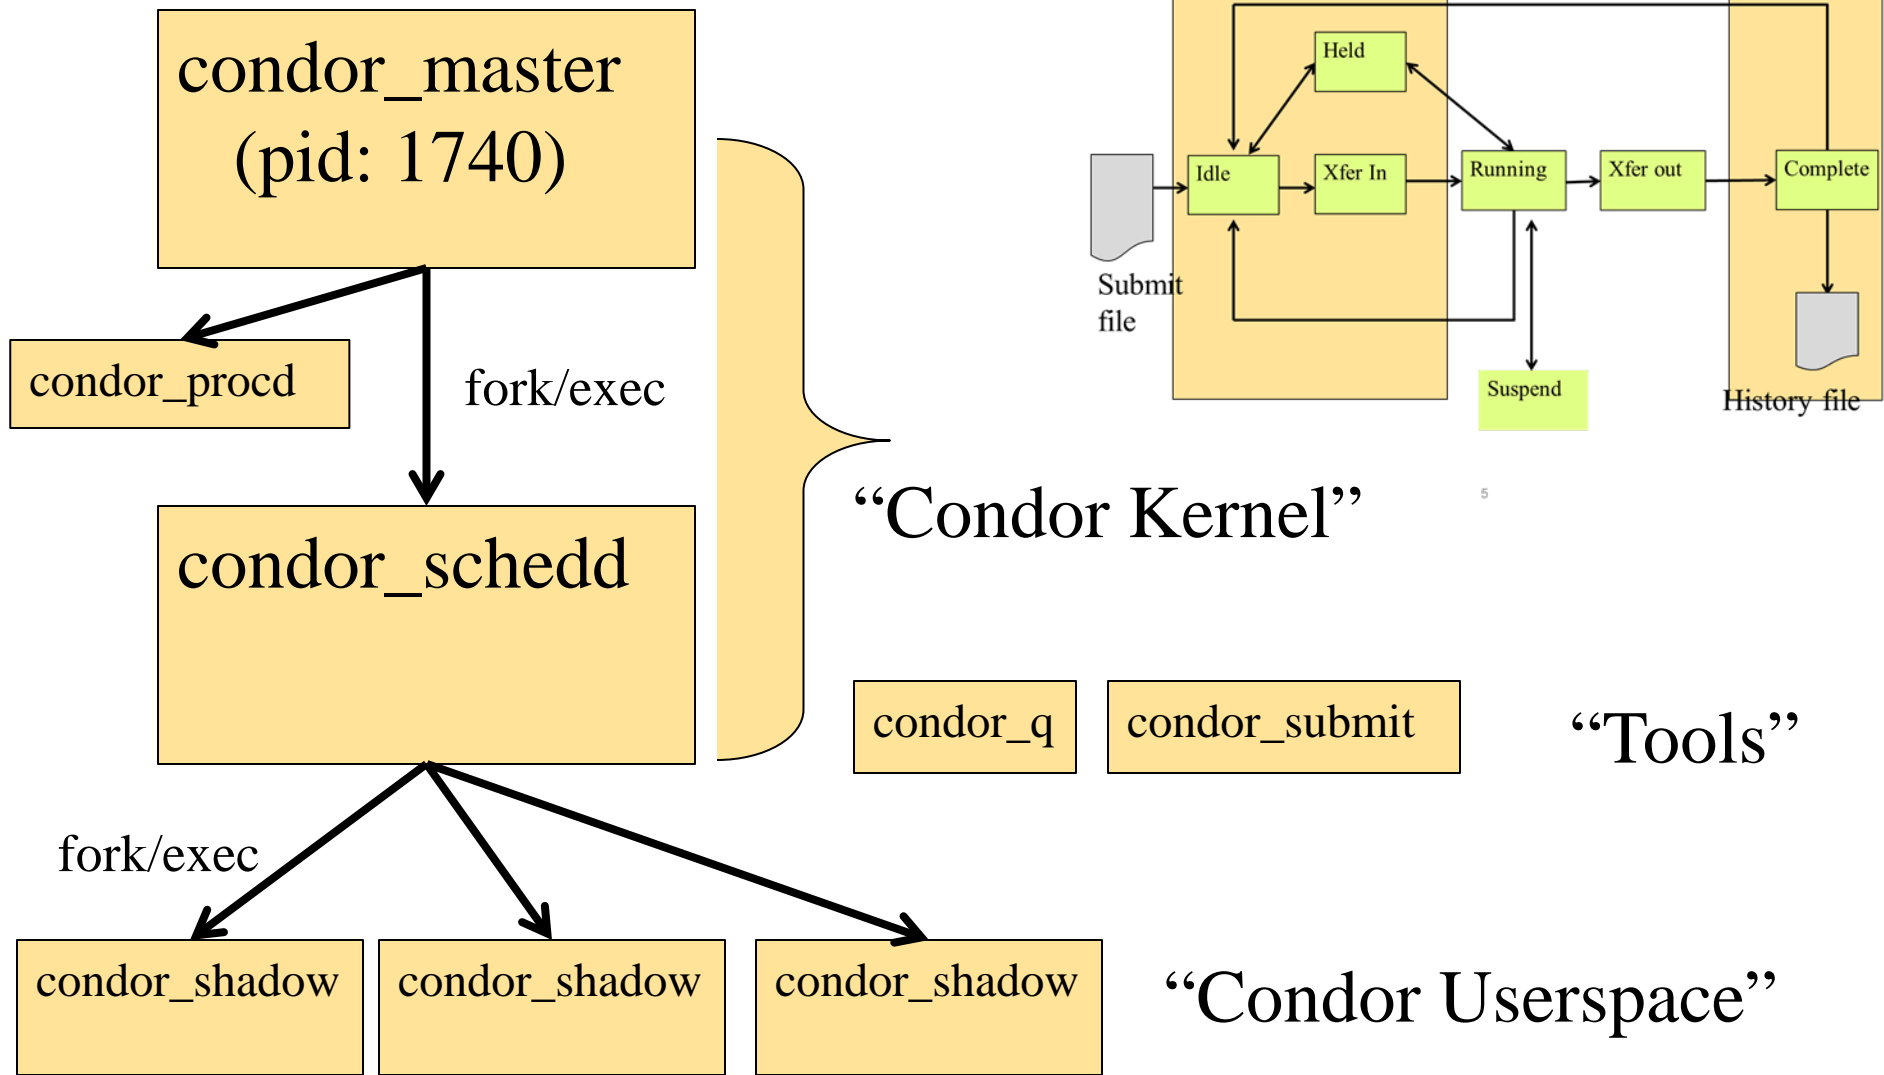 condor_master
(pid: 1740)
condor_procd
fork/exec
condor_schedd
fork/exec
condor_shadow
condor_shadow
condor_shadow
“Condor Kernel”
condor_q
condor_submit
“Tools”
“Condor Userspace”
Held
Idle
Xfer In
Running
Xfer out
Complete
Submit
file
Suspend
History file
5